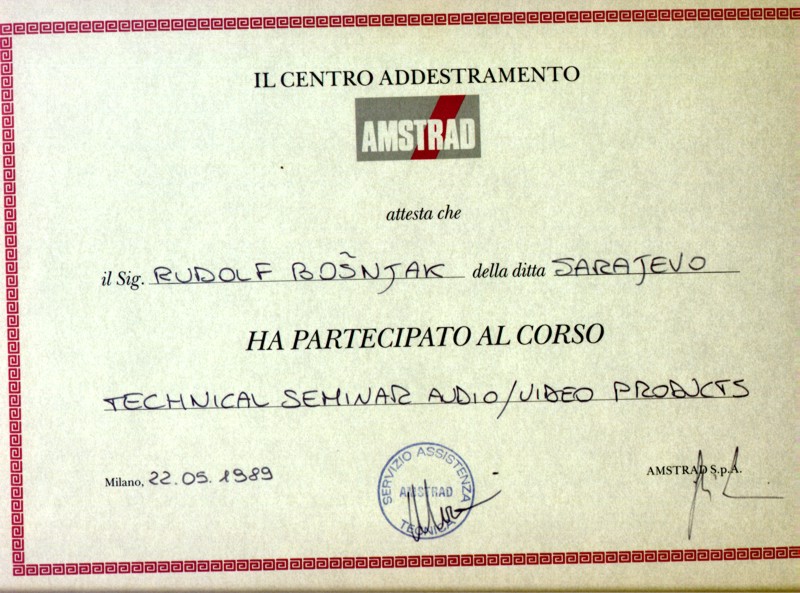 IL CENTRO ADDESTRAMENTO
AMSTRAD
attesta che
il Sig. RUDOLF BOŠNJAK della ditta SARAJEVO
HA PARTECIPATO AL CORSO
TECHNICAL SEMINAR AUDIO/VIDEO PRODUCTS
Milano, 22.05.1989
SERVIZIO ASSISTENZA
AMSTRAD
TECNICA
AMSTRAD S.p.A.